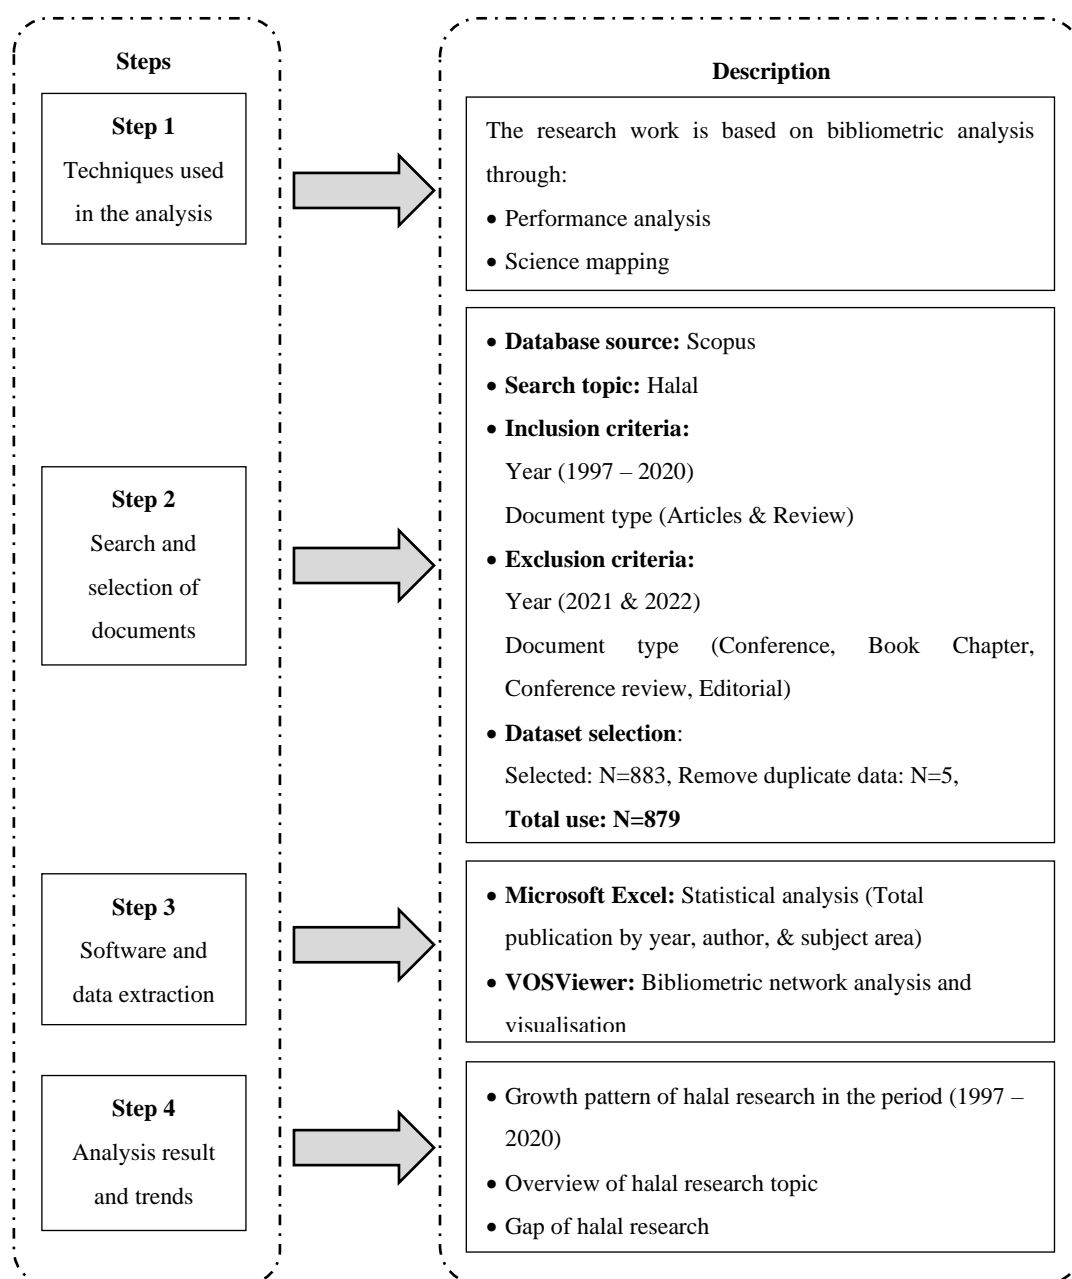 Steps
Step 1
Techniques used
in the analysis
Step 2
Search and
selection of
documents
Step 3
Software and
data extraction
Step 4
Analysis result
and trends
Description
The research work is based on bibliometric analysis
through:
• Performance analysis
• Science mapping
• Database source: Scopus
• Search topic: Halal
• Inclusion criteria:
Year (1997 – 2020)
Document type (Articles & Review)
• Exclusion criteria:
Year (2021 & 2022)
Document type (Conference, Book Chapter,
Conference review, Editorial)
• Dataset selection:
Selected: N=883, Remove duplicate data: N=5,
Total use: N=879
• Microsoft Excel: Statistical analysis (Total
publication by year, author, & subject area)
• VOSViewer: Bibliometric network analysis and
visualisation
• Growth pattern of halal research in the period (1997 –
2020)
• Overview of halal research topic
• Gap of halal research